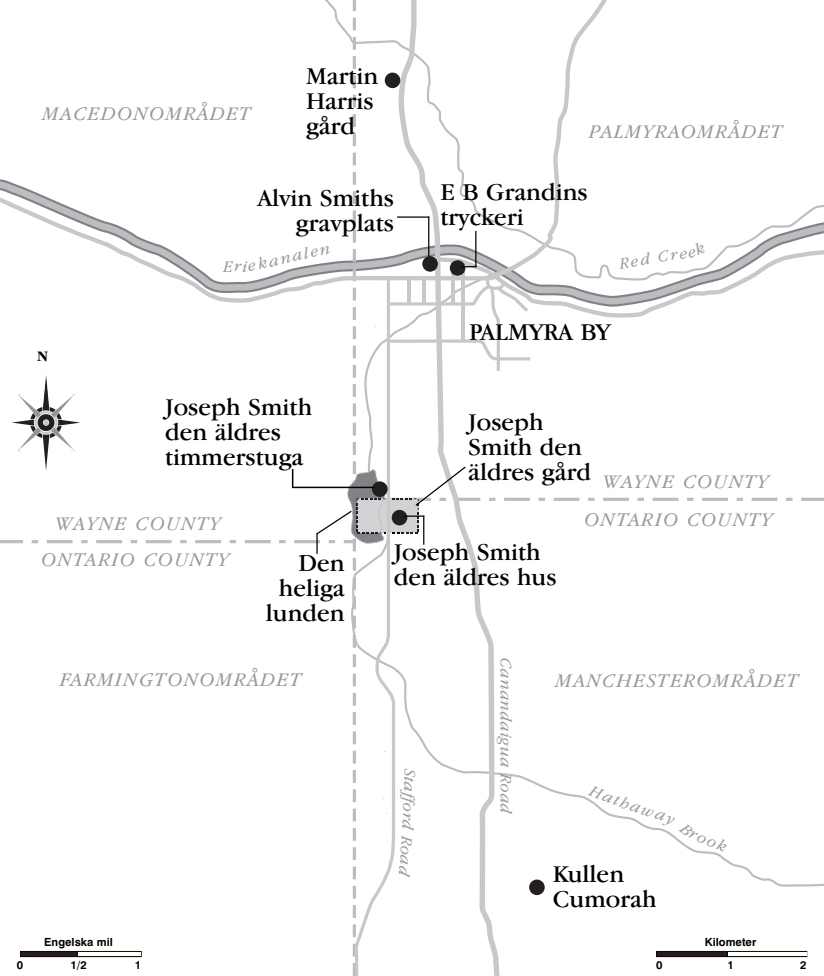 Martin
Harris
gård
MACEDONOMRÅDET
PALMYRAOMRÅDET
Alvin Smiths
gravplats
E B Grandins
tryckeri
Eriekanalen
Red Creek
PALMYRA BY
N
Joseph Smith
den äldres
timmerstuga
Joseph
Smith den
äldres gård
WAYNE COUNTY
ONTARIO COUNTY
WAYNE COUNTY
ONTARIO COUNTY
Den
heliga
lunden
Joseph Smith
den äldres hus
FARMINGTONOMRÅDET
MANCHESTEROMRÅDET
Canandaigua Road
Stafford Road
Hathaway Brook
Kullen
Cumorah
Engelska mil
0 1/2 1
Kilometer
0 1 2